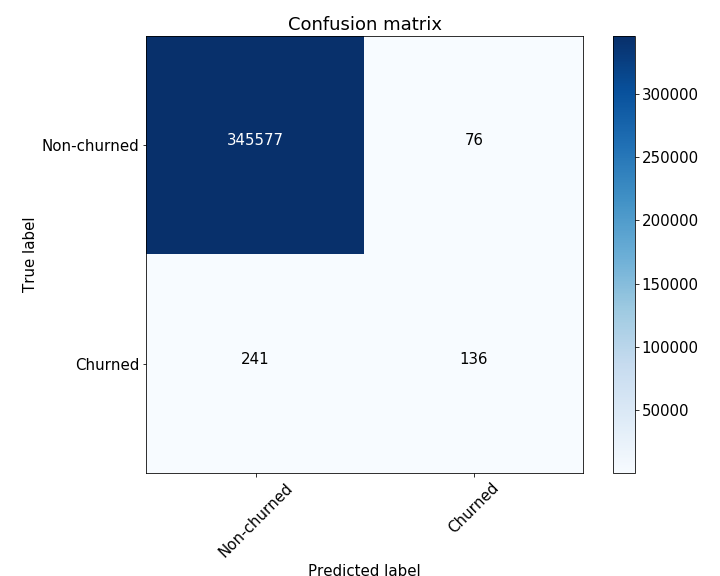 Confusion matrix
Non-churned
345577
76
300000
250000
200000
150000
100000
50000
True label
Churned
241
136
Non-churned
Churned
Predicted label